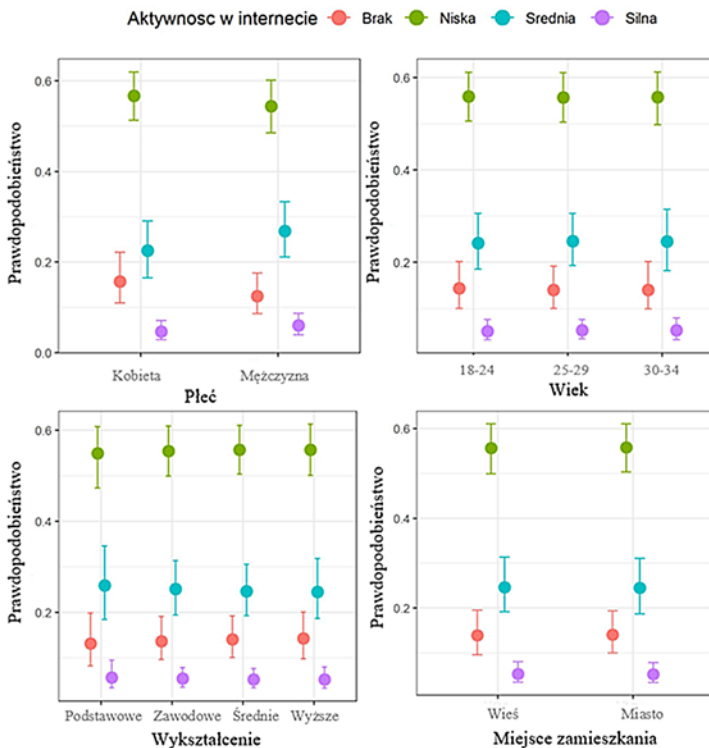 Aktywnosc w internecie Brak Niska Srednia Silna
0.6
0.4
0.2
0.0
Prawdopodobieństwo
Kobieta Mężczyzna
Płeć
0.6
0.4
0.2
Prawdopodobieństwo
18-24 25-29 30-34
Wiek
0.6
0.4
0.2
Prawdopodobieństwo
Podstawowe Zawodowe Średnie Wyższe
Wykształcenie
0.6
0.4
0.2
Prawdopodobieństwo
Wieś Miasto
Miejsce zamieszkania